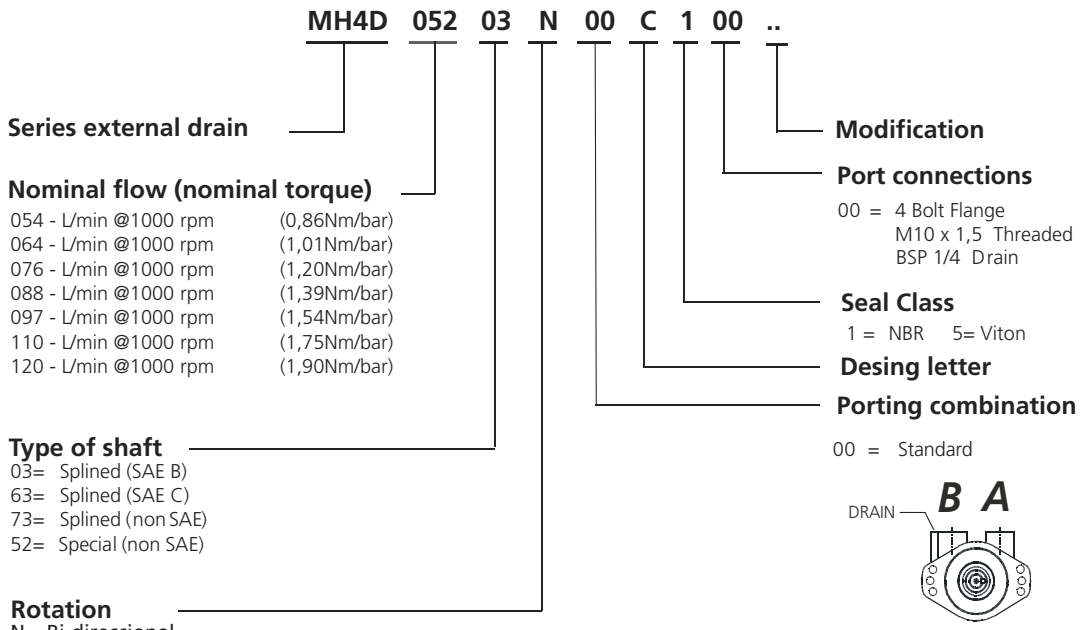 MH4D 052 03 N 00 C 1 00 ..
Series external drain
Nominal flow (nominal torque)
054 - L/min @1000 rpm (0,86Nm/bar)
064 - L/min @1000 rpm (1,01Nm/bar)
076 - L/min @1000 rpm (1,20Nm/bar)
088 - L/min @1000 rpm (1,39Nm/bar)
097 - L/min @1000 rpm (1,54Nm/bar)
110 - L/min @1000 rpm (1,75Nm/bar)
120 - L/min @1000 rpm (1,90Nm/bar)
Type of shaft
03= Splined (SAE B)
63= Splined (SAE C)
73= Splined (non SAE)
52= Special (non SAE)
Rotation
Modification
Port connections
00 = 4 Bolt Flange
M10 x 1,5 Threaded
BSP 1/4 Drain
Seal Class
1 = NBR 5= Viton
Desing letter
Porting combination
00 = Standard
DRAIN B A